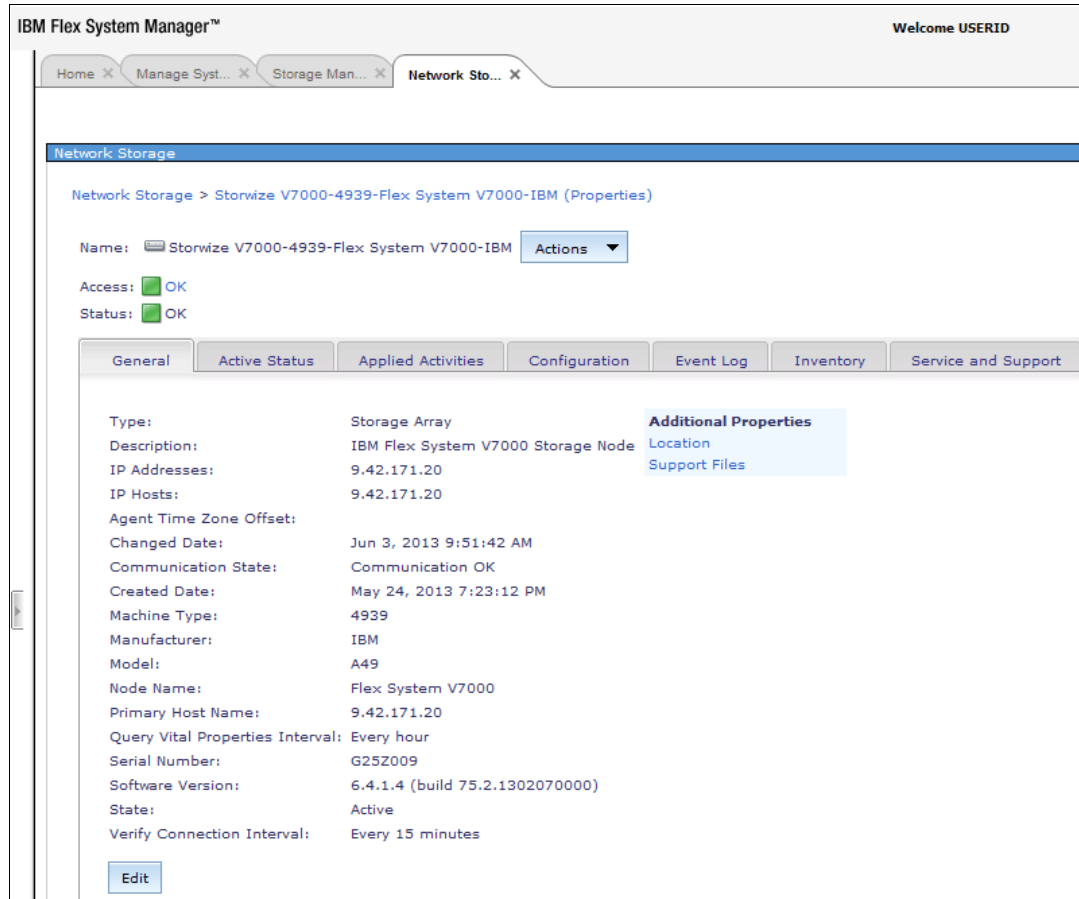 IBM Flex System Manager™ Welcome USERID
Home Manage Syst... Storage Man... Network Sto...
Network Storage
Network Storage > Storwize V7000-4939-Flex System V7000-IBM (Properties)
Name: Storwize V7000-4939-Flex System V7000-IBM Actions
Access: OK
Status: OK
General Active Status Applied Activities Configuration Event Log Inventory Service and Support
Type: Storage Array Additional Properties
Description: IBM Flex System V7000 Storage Node Location
IP Addresses: 9.42.171.20 Support Files
IP Hosts: 9.42.171.20
Agent Time Zone Offset:
Changed Date: Jun 3, 2013 9:51:42 AM
Communication State: Communication OK
Created Date: May 24, 2013 7:23:12 PM
Machine Type: 4939
Manufacturer: IBM
Model: A49
Node Name: Flex System V7000
Primary Host Name: 9.42.171.20
Query Vital Properties Interval: Every hour
Serial Number: G25Z009
Software Version: 6.4.1.4 (build 75.2.1302070000)
State: Active
Verify Connection Interval: Every 15 minutes
Edit